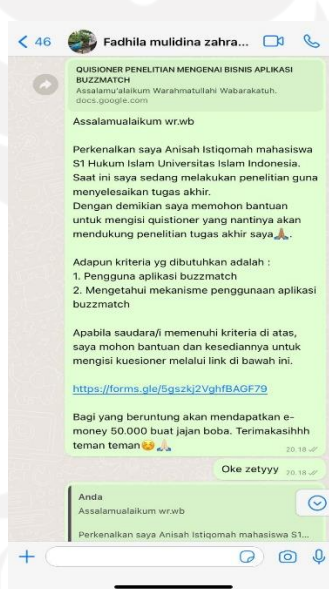 46
Fadhila mulidina zahra...
QUISIONER PENELITIAN MENGENAI BISNIS APLIKASI
BUZZMATCH
Assalamu'alaikum Warahmatullahi Wabarakatuh.
docs.google.com
Assalamualaikum wr.wb
Perkenalkan saya Anisah Istiqomah mahasiswa
S1 Hukum Islam Universitas Islam Indonesia.
Saat ini saya sedang melakukan penelitian guna
menyelesaikan tugas akhir.
Dengan demikian saya memohon bantuan
untuk mengisi quistioner yang nantinya akan
mendukung penelitian tugas akhir saya🙏🏽.
Adapun kriteria yg dibutuhkan adalah :
1. Pengguna aplikasi buzzmatch
2. Mengetahui mekanisme penggunaan aplikasi
buzzmatch
Apabila saudara/i memenuhi kriteria di atas,
saya mohon bantuan dan kesediannya untuk
mengisi kuesioner melalui link di bawah ini.
https://forms.gle/5gszkj2VghfBAGF79
Bagi yang beruntung akan mendapatkan e-
money 50.000 buat jajan boba. Terimakasihhh
teman teman☺️🙏🏽
20.18
Oke zetyyy 20.18
Anda
Assalamualaikum wr.wb
Perkenalkan saya Anisah Istiqomah mahasiswa S1...